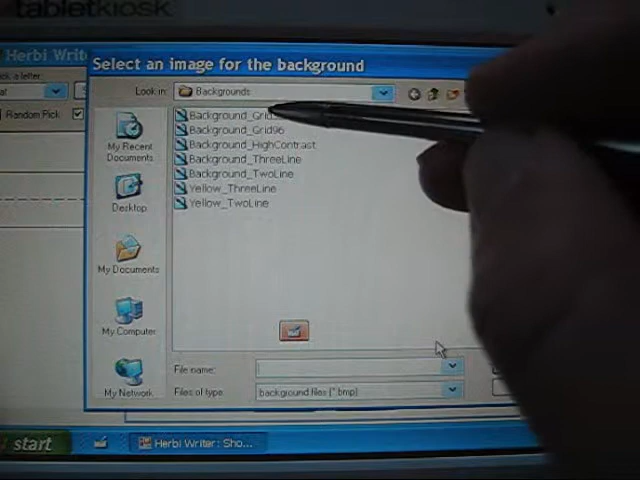 tabletkiosk
Herbi Writ
Select an image for the background
Look in: Backgrounds
Random Pick
Background_Grid
Background_Grid96
Background_HighContrast
Background_ThreeLine
Background_TwoLine
Yellow_ThreeLine
Yellow_TwoLine
My Recent
Documents
Desktop
My Documents
My Computer
My Network
File name:
Files of type: background files (*.bmp)
start Herbi Writer: Sho...